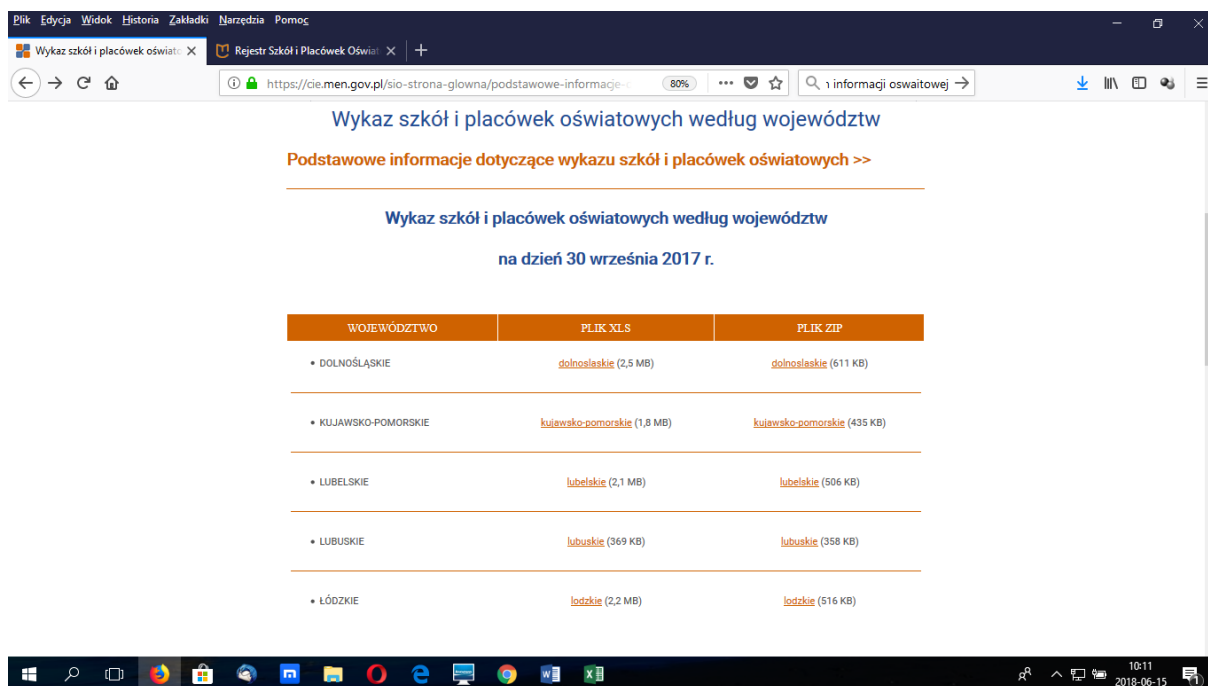 Plik Edycja Widok Historia Zakładki Narzędzia Pomoc
Wykaz szkół i placówek oświato
Rejestr Szkół i Placówek Oświat
https://cie.men.gov.pl/sio-strona-glowna/podstawowe-informacje-
80%
informacji oswaitowej
Wykaz szkół i placówek oświatowych według województw
Podstawowe informacje dotyczące wykazu szkół i placówek oświatowych >>
Wykaz szkół i placówek oświatowych według województw
na dzień 30 września 2017 r.
WOJEWÓDZTWO PLIK XLS PLIK ZIP
• DOLNOŚLĄSKIE dolnoslaskie (2,5 MB) dolnoslaskie (611 KB)
• KUJAWSKO-POMORSKIE kujawsko-pomorskie (1,8 MB) kujawsko-pomorskie (435 KB)
• LUBELSKIE lubelskie (2,1 MB) lubelskie (506 KB)
• LUBUSKIE lubuskie (369 KB) lubuskie (358 KB)
• ŁÓDZKIE lodzkie (2,2 MB) lodzkie (516 KB)
10:11
2018-06-15